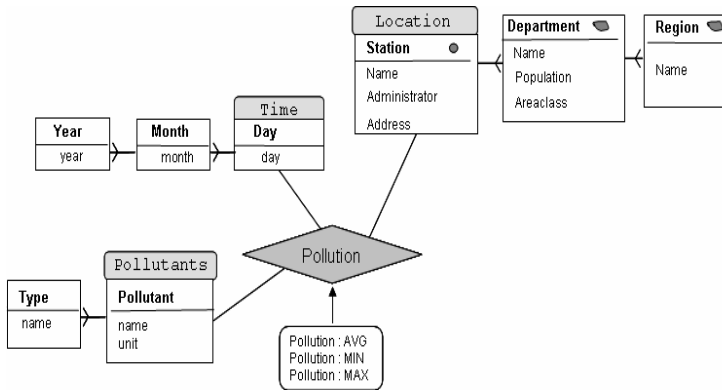 Location
Station
Name
Administrator
Address
Department
Name
Population
Areaclass
Region
Name
Time
Day
day
Month
month
Year
year
Pollution
Pollutants
Pollutant
name
unit
Type
name
Pollution : AVG
Pollution : MIN
Pollution : MAX